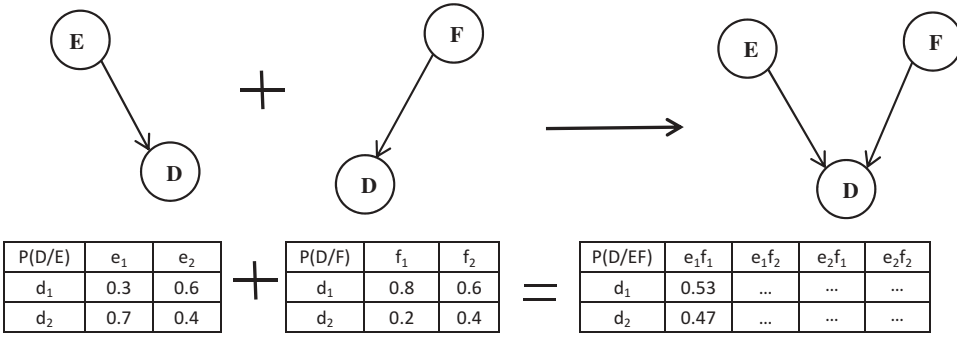 E F E F
D D D
P(D/E) e₁ e₂ P(D/F) f₁ f₂ P(D/EF) e₁f₁ e₁f₂ e₂f₁ e₂f₂
d₁ 0.3 0.6 d₁ 0.8 0.6 d₁ 0.53 ... ... ...
d₂ 0.7 0.4 d₂ 0.2 0.4 d₂ 0.47 ... ... ...